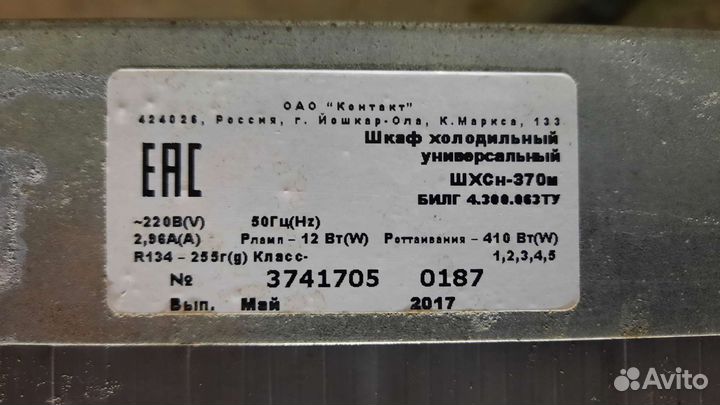 ОАО "Контакт"
424026, Россия, г. Йошкар-Ола, К.Маркса, 133
Шкаф холодильный
универсальный
ШХСн-370м
БИЛГ 4.300.063ТУ
EAC
~220В(V) 50Гц(Hz)
2,96А(А) Рламп - 12 Вт(W) Роттаивания - 410 Вт(W)
R134 - 255г(g) Класс- 1,2,3,4,5
№ 3741705 0187
Вып. Май 2017
Avito